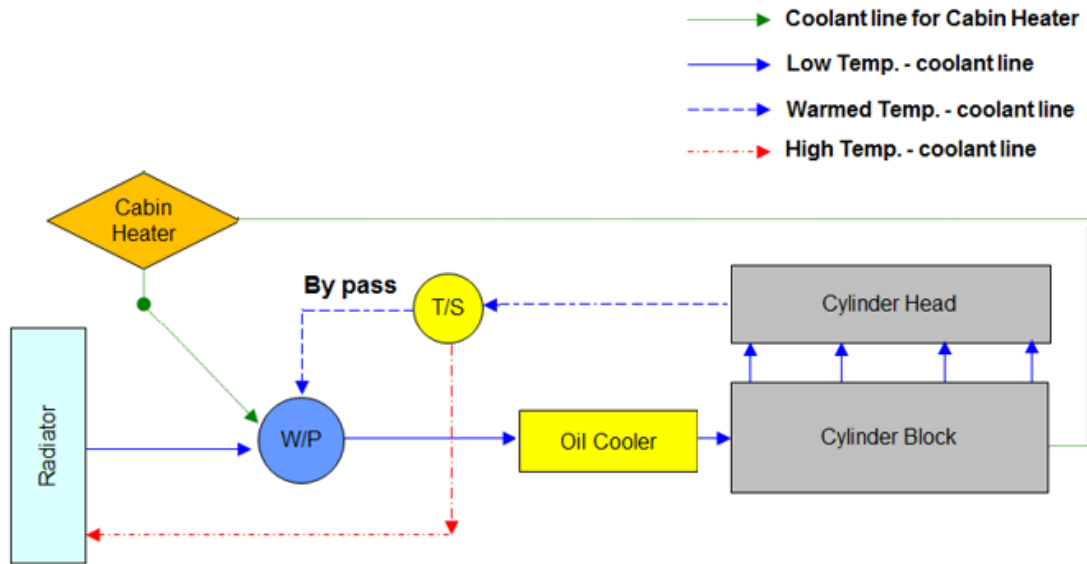 Coolant line for Cabin Heater
Low Temp. - coolant line
Warmed Temp. - coolant line
High Temp. - coolant line
Cabin
Heater
By pass
T/S
Cylinder Head
Radiator
W/P
Oil Cooler
Cylinder Block